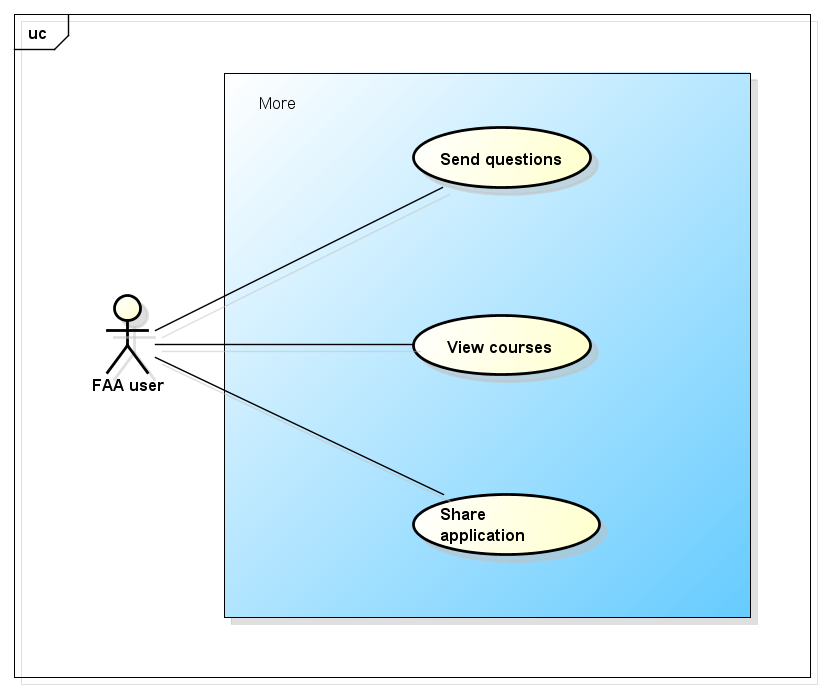 uc
More
Send questions
View courses
FAA user
Share
application